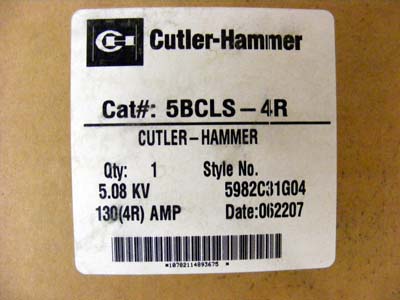 Cutler-Hammer
Cat#: 5BCLS-4R
CUTLER-HAMMER
Qty: 1 Style No.
5.08 KV 5982C31G04
130(4R) AMP Date:062207
*10702114893675*